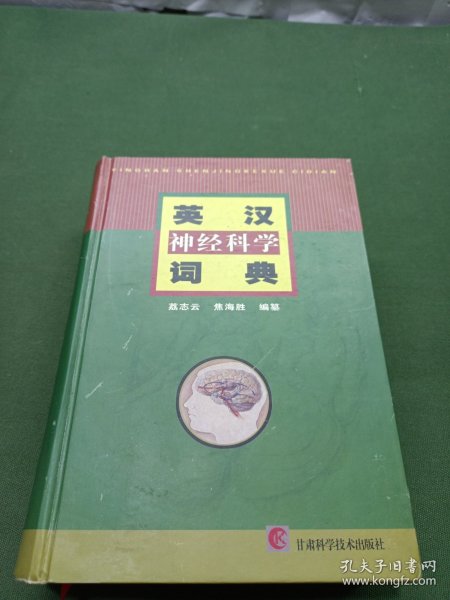 YINGHAN SHENJINGKEXUE CIDIAN
英汉
神经科学
词典
荔志云 焦海胜 编纂
甘肃科学技术出版社
孔夫子旧书网
www.kongfz.com